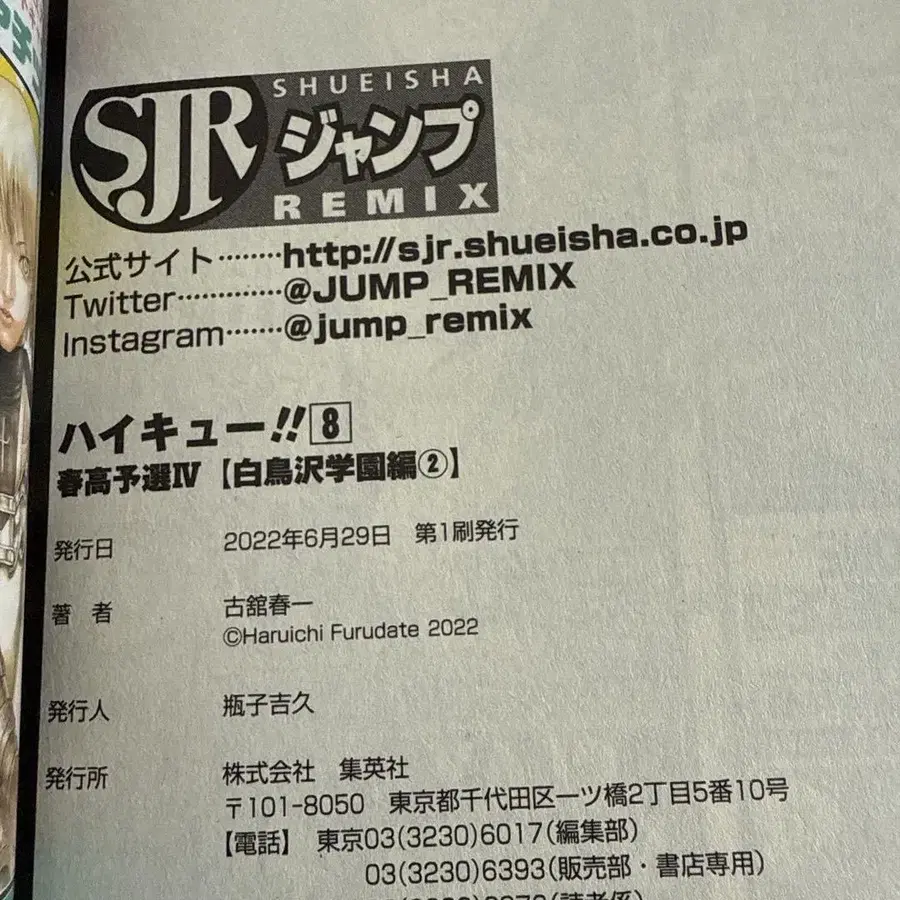 SJR
SHUEISHA
ジャンプ
REMIX
公式サイト········http://sjr.shueisha.co.jp
Twitter·············@JUMP_REMIX
Instagram·······@jump_remix
ハイキュー!! 8
春高予選Ⅳ【白鳥沢学園編②】
発行日 2022年6月29日 第1刷発行
著 者 古舘春一
©Haruichi Furudate 2022
発行人 瓶子吉久
発行所 株式会社 集英社
〒101-8050 東京都千代田区一ツ橋2丁目5番10号
【電話】 東京03(3230)6017(編集部)
03(3230)6393(販売部・書店専用)